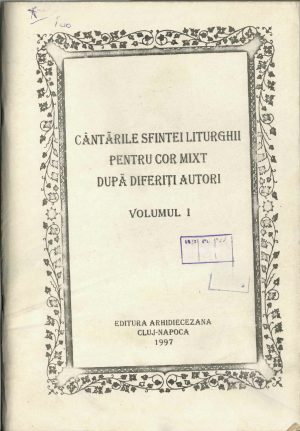 CÂNTĂRILE SFINTEI LITURGHII
PENTRU COR MIXT
DUPĂ DIFERIȚI AUTORI
VOLUMUL I
EDITURA ARHIDIECEZANA
CLUJ-NAPOCA
1997